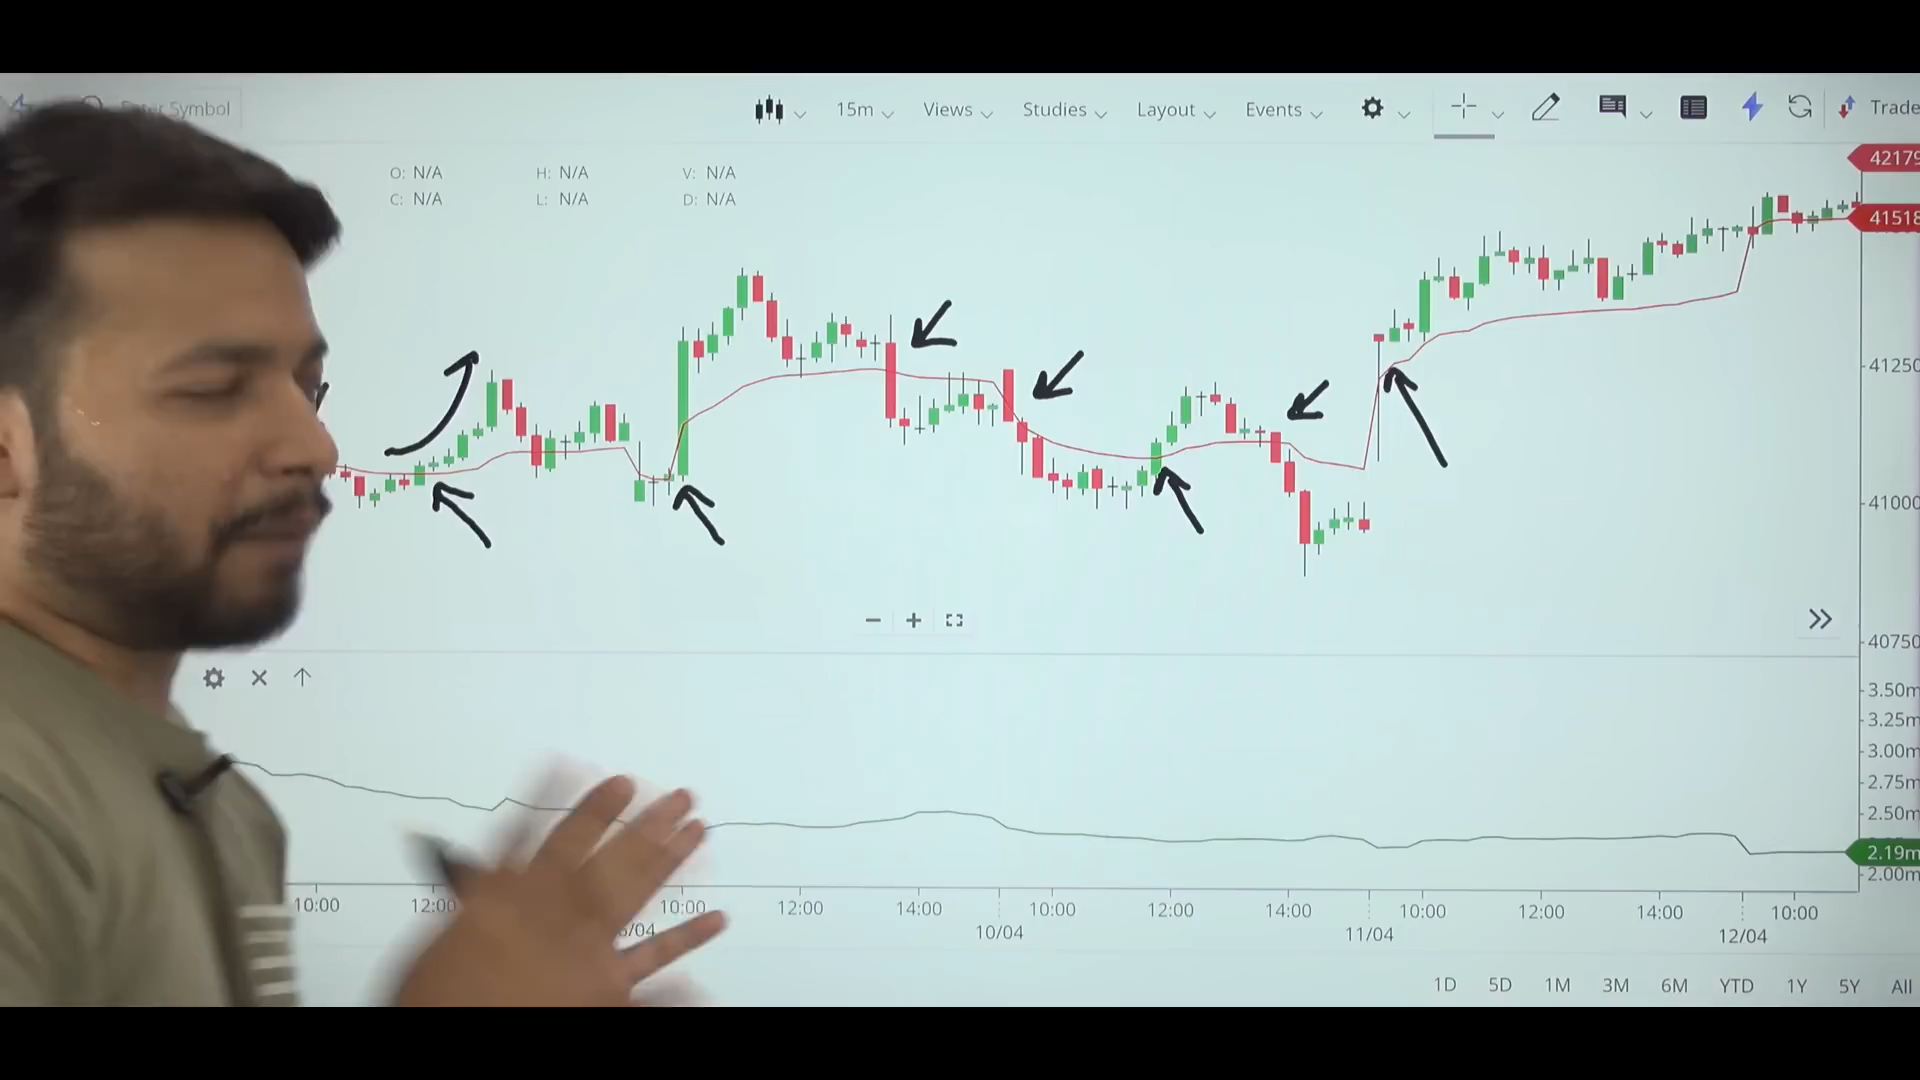 Symbol
15m Views Studies Layout Events Trade
O: N/A H: N/A V: N/A
C: N/A L: N/A D: N/A
42179
41518
41250
41000
40750
3.50m
3.25m
3.00m
2.75m
2.50m
2.19m
2.00m
10:00 12:00 10:00 12:00 14:00 10:00 12:00 14:00 10:00 12:00 14:00 10:00
/04 10/04 11/04 12/04
1D 5D 1M 3M 6M YTD 1Y 5Y All